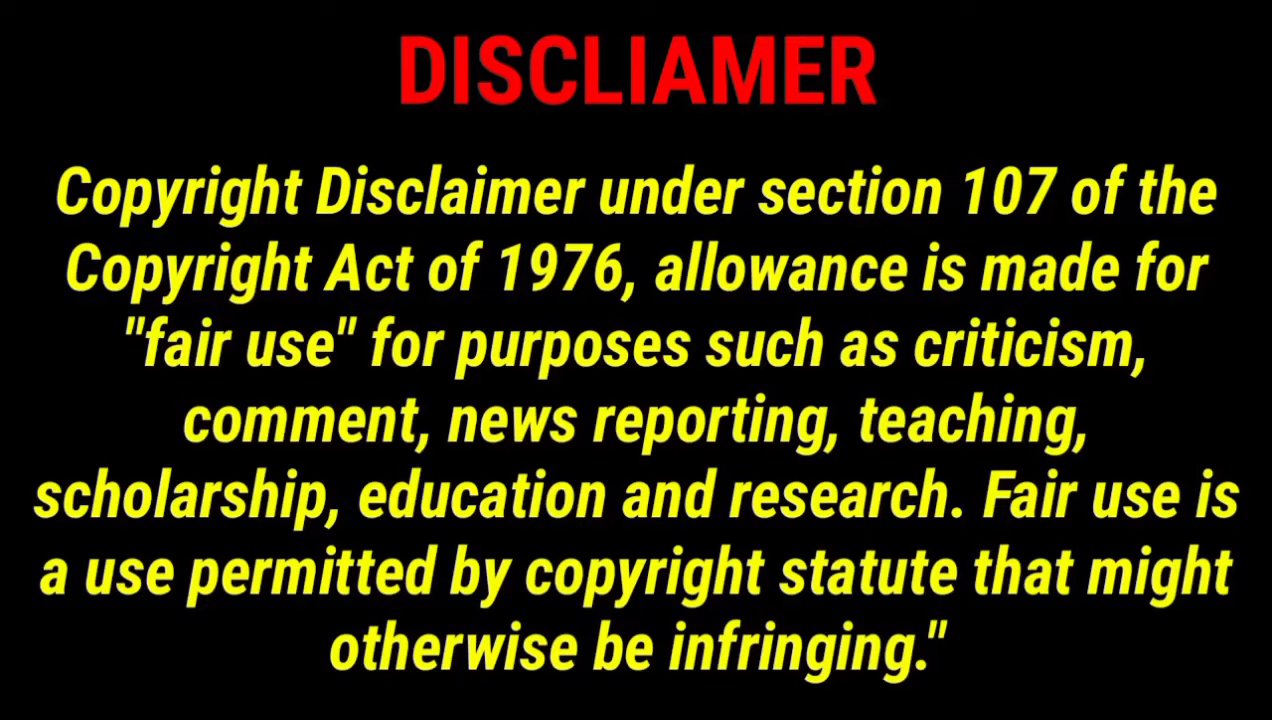 DISCLIAMER
Copyright Disclaimer under section 107 of the
Copyright Act of 1976, allowance is made for
"fair use" for purposes such as criticism,
comment, news reporting, teaching,
scholarship, education and research. Fair use is
a use permitted by copyright statute that might
otherwise be infringing."